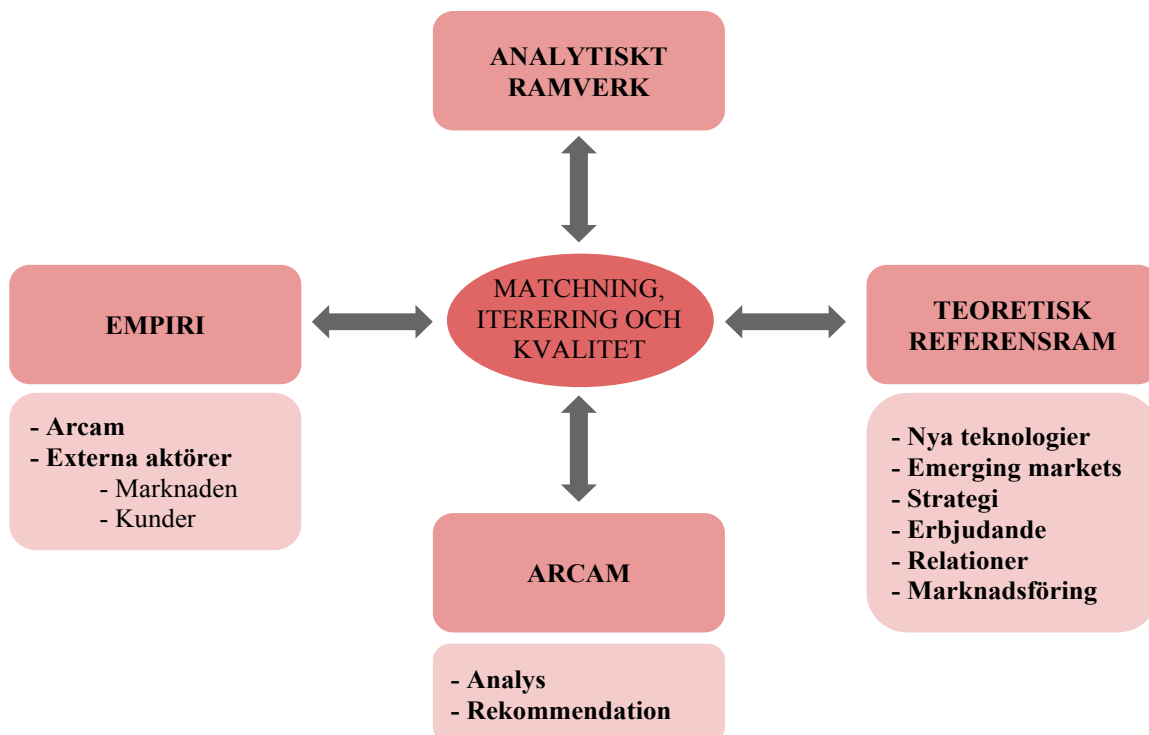 ANALYTISKT
RAMVERK
MATCHNING,
ITERERING OCH
KVALITET
EMPIRI
- Arcam
- Externa aktörer
- Marknaden
- Kunder
TEORETISK
REFERENSRAM
- Nya teknologier
- Emerging markets
- Strategi
- Erbjudande
- Relationer
- Marknadsföring
ARCAM
- Analys
- Rekommendation